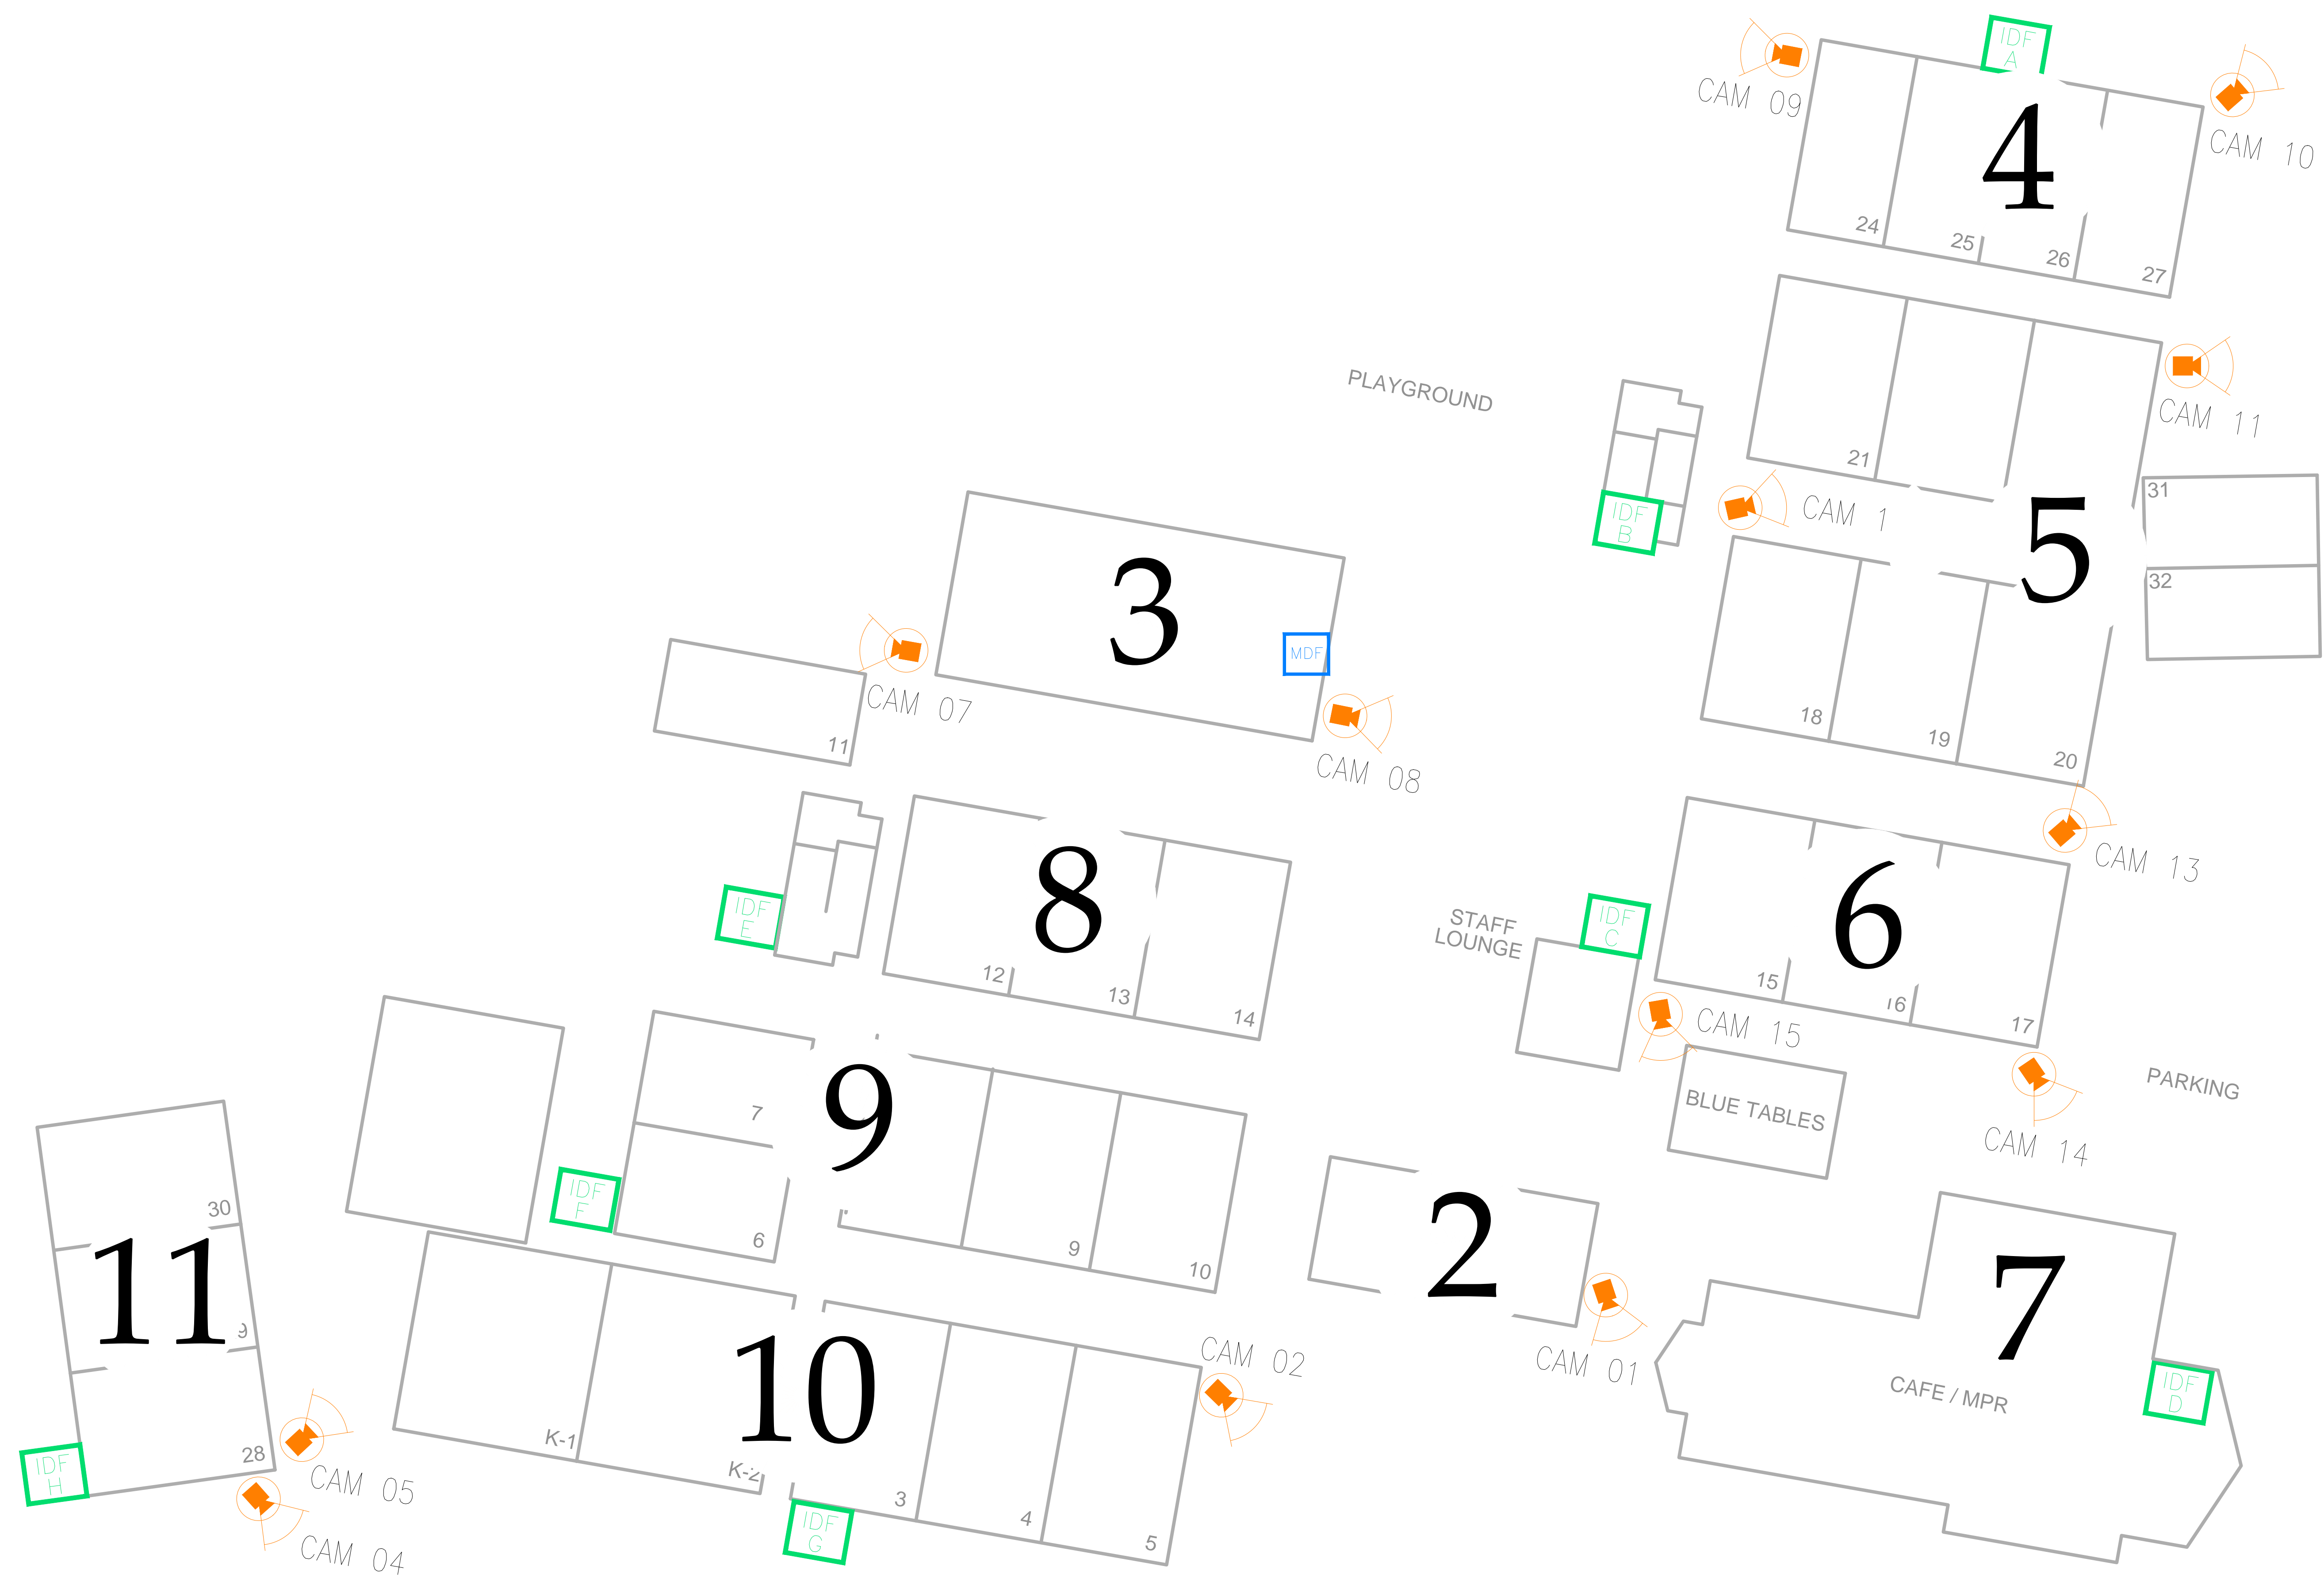 IDF
A
CAM 09
CAM 10
4
24
25
26
27
PLAYGROUND
21
CAM 11
31
IDF
B
CAM 1
5
32
3
MDF
11
CAM 07
CAM 08
18
19
20
CAM 13
IDF
E
8
12
13
14
STAFF
LOUNGE
IDF
C
6
15
16
17
CAM 15
BLUE TABLES
CAM 14
PARKING
7
9
IDF
F
6
9
10
2
CAM 01
30
11
9
28
IDF
H
CAM 05
CAM 04
10
K-1
K-2
3
4
5
IDF
G
CAM 02
7
CAFE / MPR
IDF
D